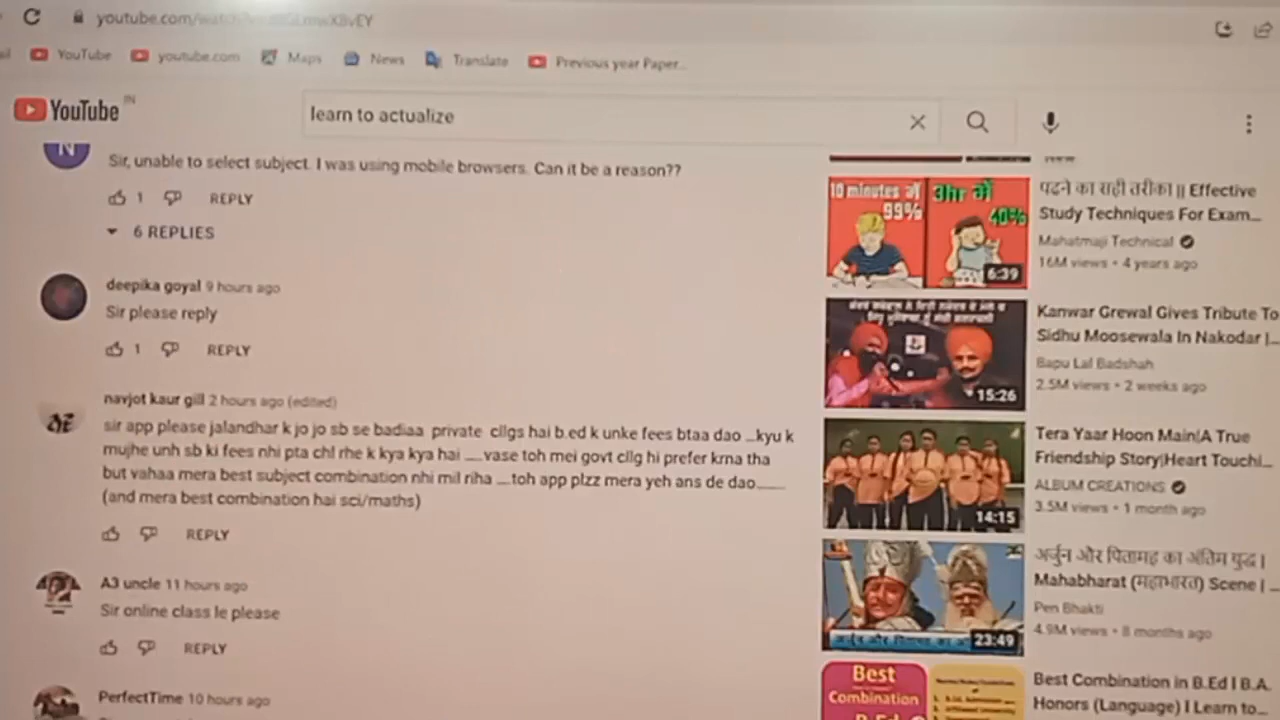 youtube.com/
YouTube
youtube.com
Maps
News
Translate
Previous year Paper...
YouTube IN
learn to actualize
N
Sir, unable to select subject. I was using mobile browsers. Can it be a reason??
1 REPLY
6 REPLIES
deepika goyal 9 hours ago
Sir please reply
1 REPLY
navjot kaur gill 2 hours ago (edited)
sir app please jalandhar k jo jo sb se badiaa private cllgs hai b.ed k unke fees btaa dao ...kyu k
mujhe unh sb ki fees nhi pta chl rhe k kya kya hai .....vase toh mei govt cllg hi prefer krna tha
but vahaa mera best subject combination nhi mil riha ....toh app plzz mera yeh ans de dao........
(and mera best combination hai sci/maths)
REPLY
A3 uncle 11 hours ago
Sir online class le please
REPLY
PerfectTime 10 hours ago
10 minutes में 99%
3hr में 40%
6:39
पढने का सही तरीका || Effective
Study Techniques For Exam...
Mahatmaji Technical
16M views • 4 years ago
15:26
Kanwar Grewal Gives Tribute To
Sidhu Moosewala In Nakodar |...
Bapu Lal Badshah
2.5M views • 2 weeks ago
14:15
Tera Yaar Hoon Main|A True
Friendship Story|Heart Touchi...
ALBUM CREATIONS
3.5M views • 1 month ago
अर्जुन और पितामह का
23:49
अर्जुन और पितामह का अंतिम युद्ध |
Mahabharat (महाभारत) Scene | ...
Pen Bhakti
4.9M views • 8 months ago
Best
Combination
B.Ed
Best Combination in B.Ed I B.A.
Honors (Language) I Learn to...